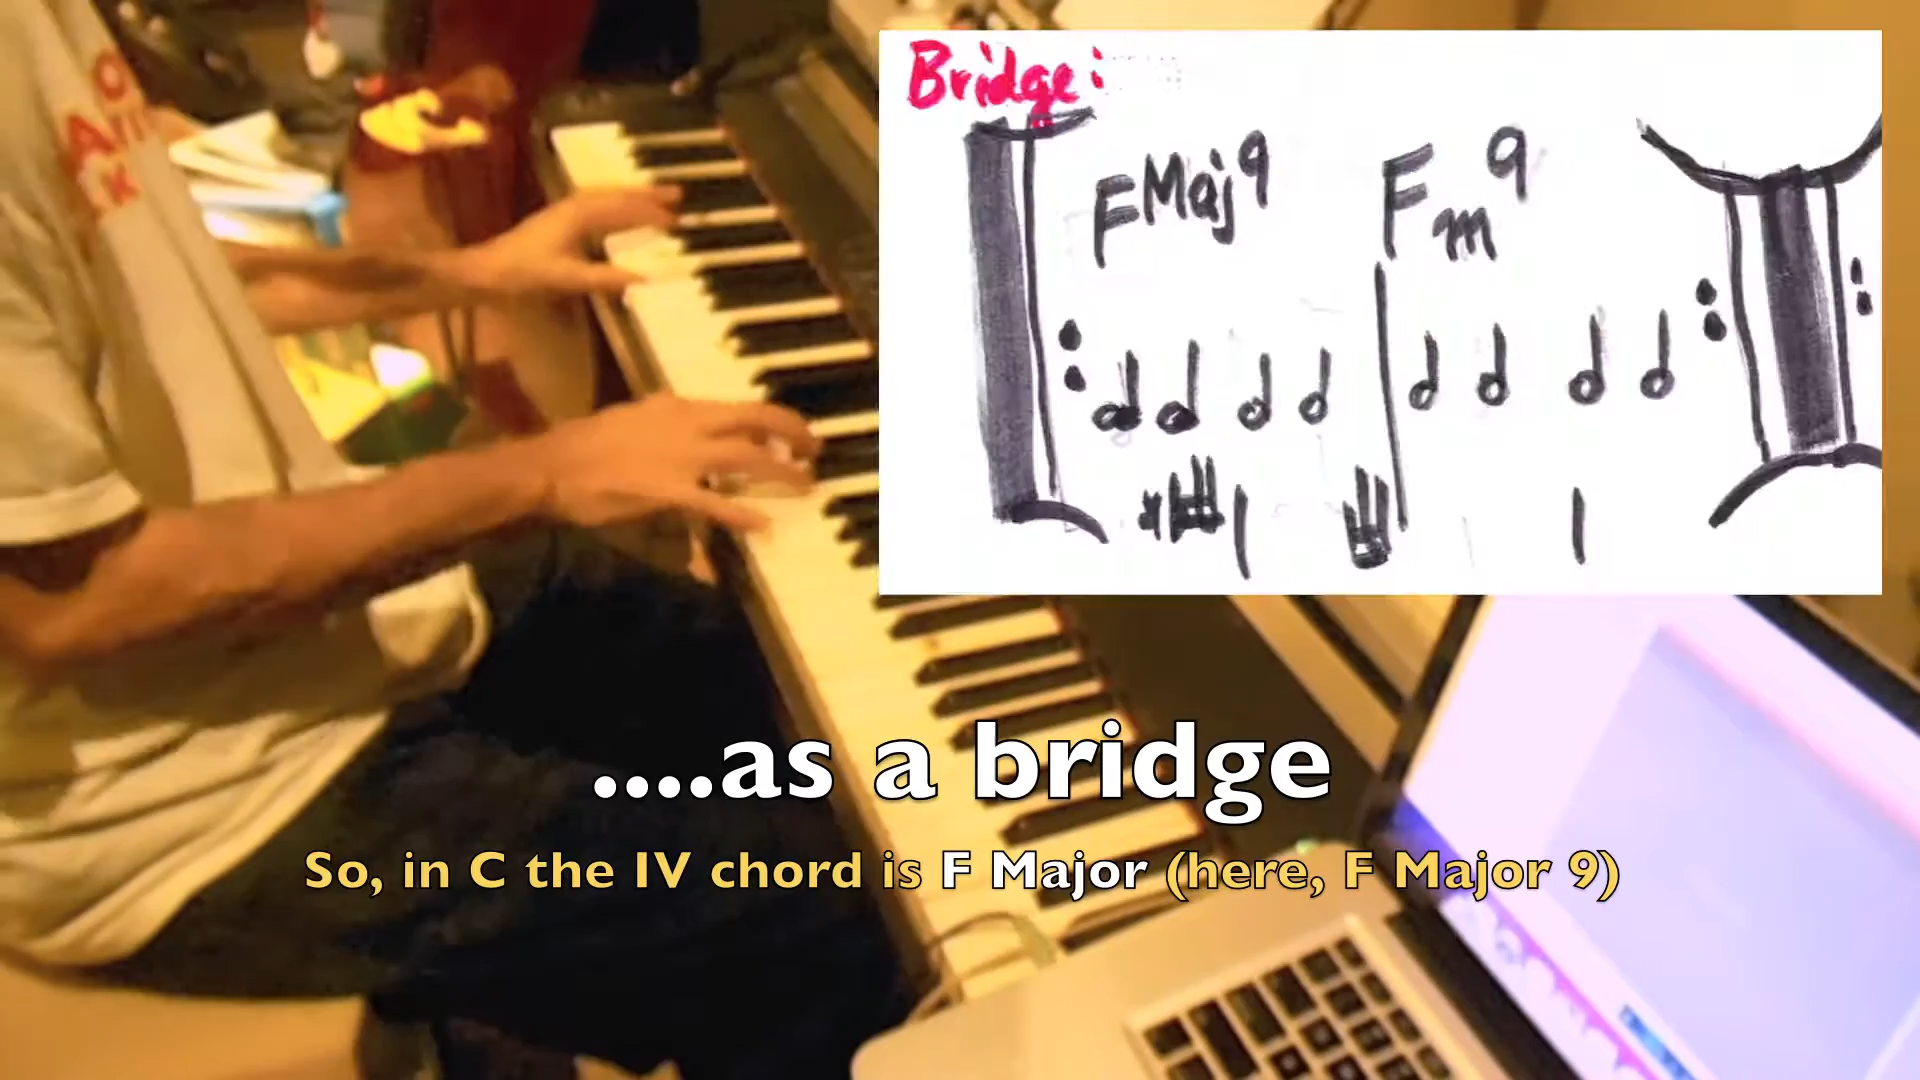 Bridge:
FMaj9 Fm9
....as a bridge
So, in C the IV chord is F Major (here, F Major 9)